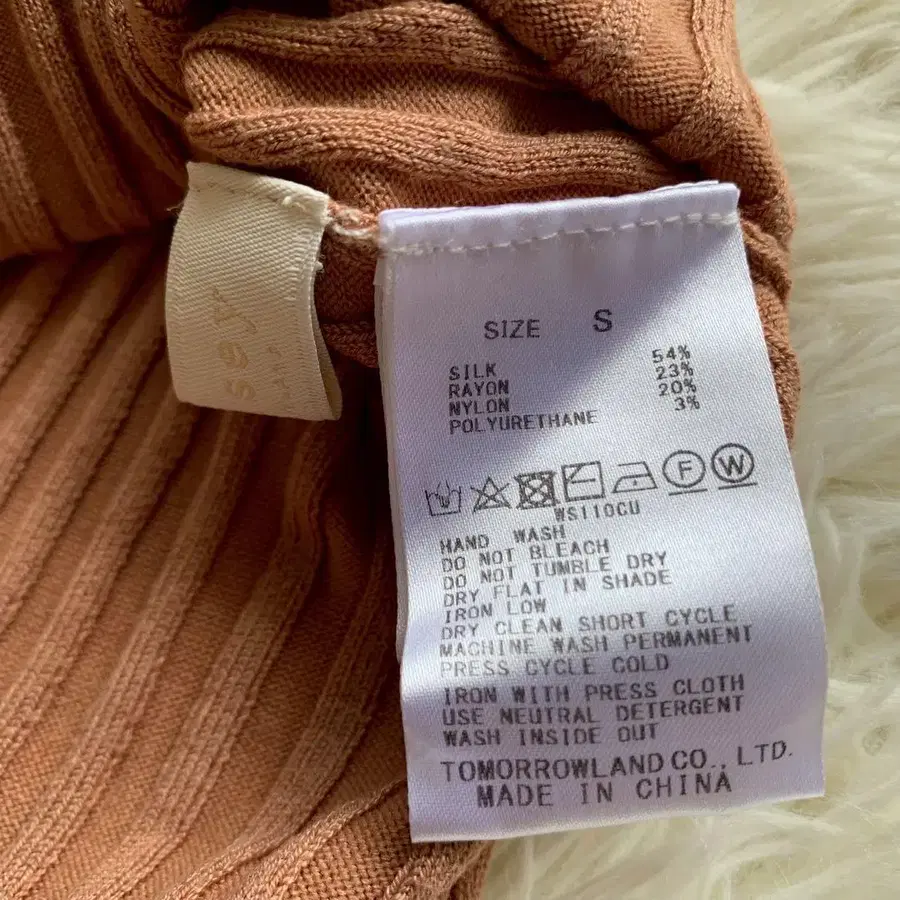 SIZE S
SILK 54%
RAYON 23%
NYLON 20%
POLYURETHANE 3%
F W
WS110CU
HAND WASH
DO NOT BLEACH
DO NOT TUMBLE DRY
DRY FLAT IN SHADE
IRON LOW
DRY CLEAN SHORT CYCLE
MACHINE WASH PERMANENT
PRESS CYCLE COLD
IRON WITH PRESS CLOTH
USE NEUTRAL DETERGENT
WASH INSIDE OUT
TOMORROWLAND CO., LTD.
MADE IN CHINA